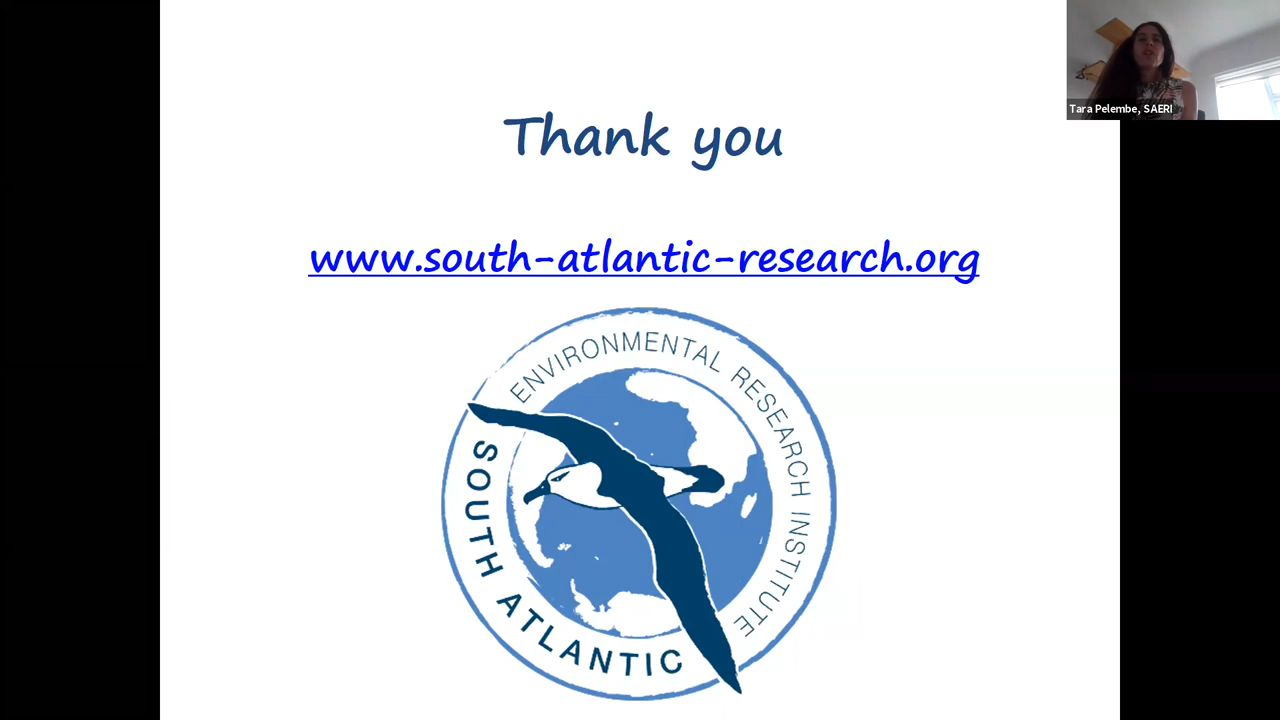 Tara Pelembe, SAERI
Thank you
www.south-atlantic-research.org
ENVIRONMENTAL RESEARCH INSTITUTE
SOUTH ATLANTIC